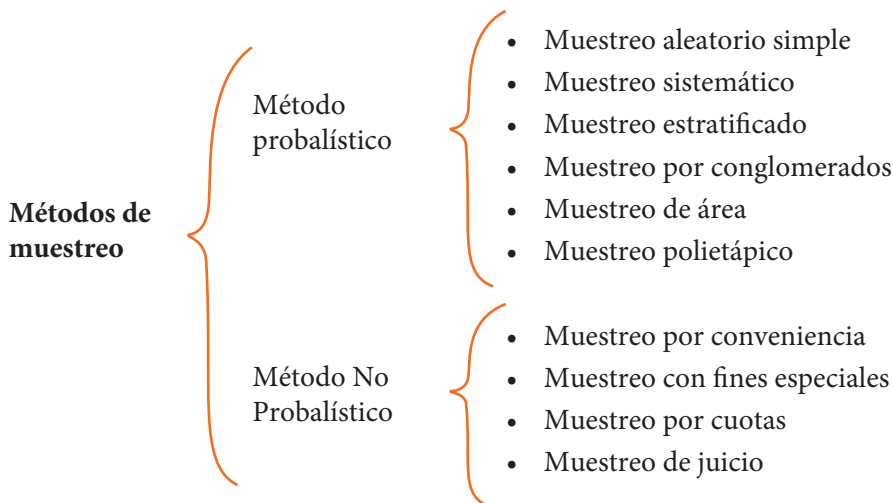 Métodos de
muestreo
Método
probalístico
• Muestreo aleatorio simple
• Muestreo sistemático
• Muestreo estratificado
• Muestreo por conglomerados
• Muestreo de área
• Muestreo polietápico
Método No
Probalístico
• Muestreo por conveniencia
• Muestreo con fines especiales
• Muestreo por cuotas
• Muestreo de juicio